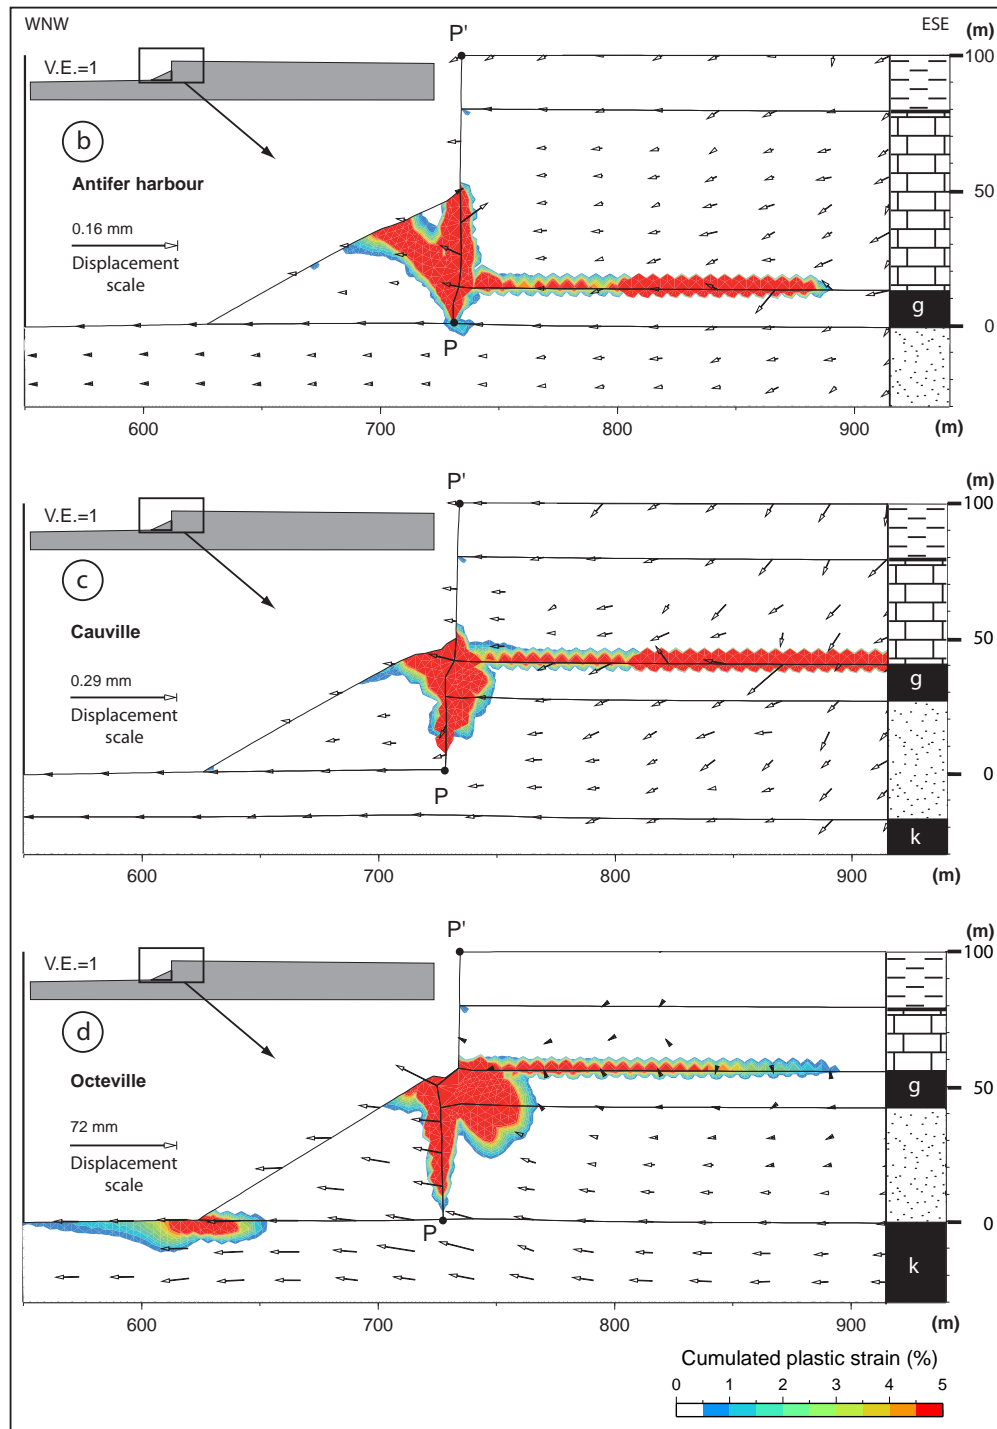 WNW
ESE
(m)
P'
100
V.E.=1
b
Antifer harbour
50
0.16 mm
Displacement
scale
g
P
0
600
700
800
900
(m)
(m)
P'
100
V.E.=1
c
Cauville
50
g
0.29 mm
Displacement
scale
0
P
k
600
700
800
900
(m)
(m)
P'
100
V.E.=1
d
Octeville
g
50
72 mm
Displacement
scale
P
0
k
600
700
800
900
(m)
Cumulated plastic strain (%)
0
1
2
3
4
5